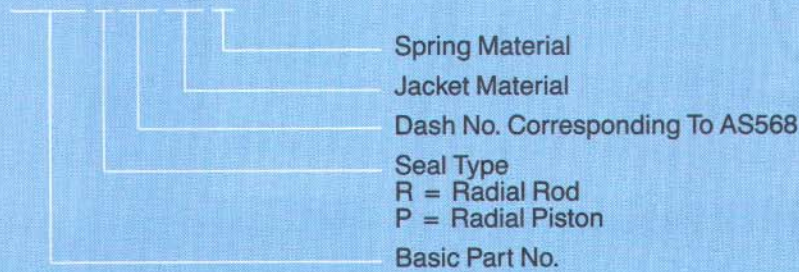 Spring Material
Jacket Material
Dash No. Corresponding To AS568
Seal Type
R = Radial Rod
P = Radial Piston
Basic Part No.